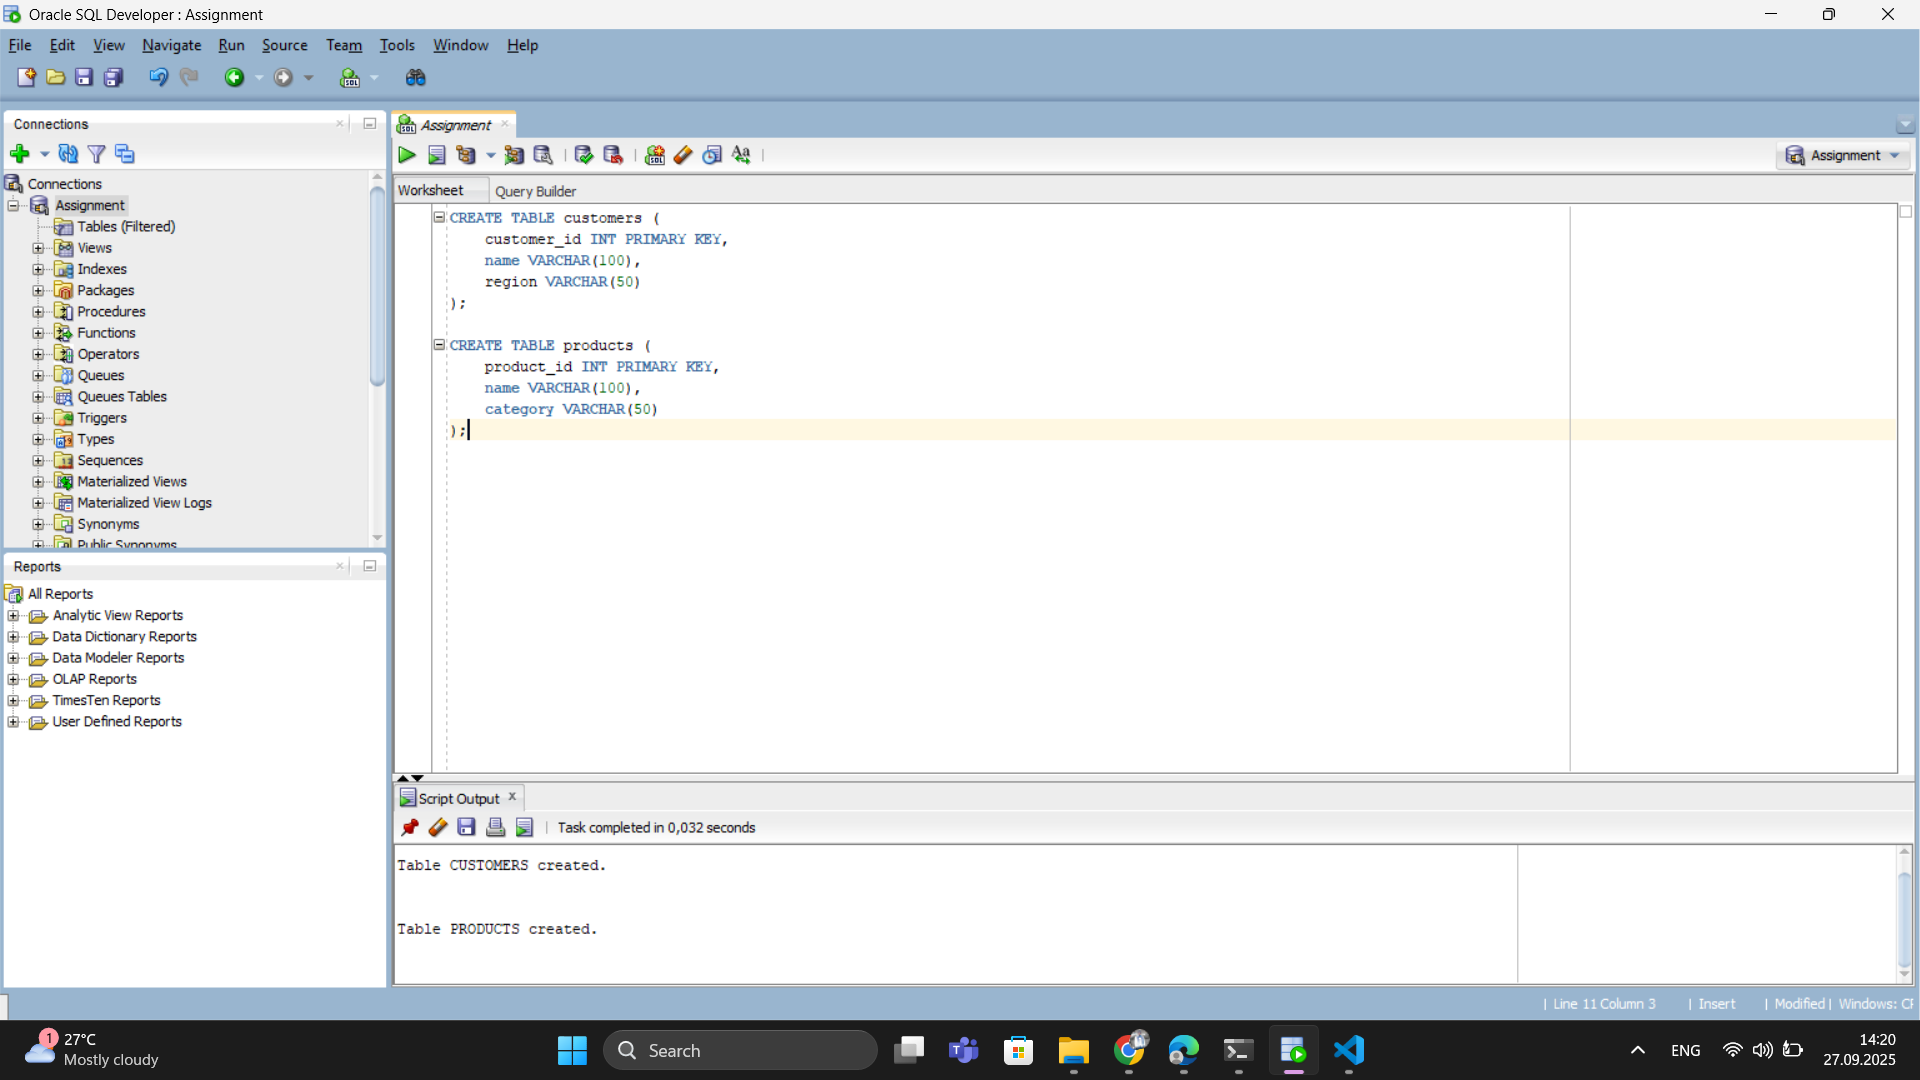 Oracle SQL Developer : Assignment
File Edit View Navigate Run Source Team Tools Window Help
Connections
Connections
Assignment
Tables (Filtered)
Views
Indexes
Packages
Procedures
Functions
Operators
Queues
Queues Tables
Triggers
Types
Sequences
Materialized Views
Materialized View Logs
Synonyms
Public Synonyms
Reports
All Reports
Analytic View Reports
Data Dictionary Reports
Data Modeler Reports
OLAP Reports
TimesTen Reports
User Defined Reports
Assignment
Assignment
Worksheet Query Builder
CREATE TABLE customers (
customer_id INT PRIMARY KEY,
name VARCHAR(100),
region VARCHAR(50)
);
CREATE TABLE products (
product_id INT PRIMARY KEY,
name VARCHAR(100),
category VARCHAR(50)
);
Script Output
Task completed in 0,032 seconds
Table CUSTOMERS created.
Table PRODUCTS created.
| Line 11 Column 3 | Insert | Modified | Windows: CF
1
27°C
Mostly cloudy
Search
ENG
14:20
27.09.2025